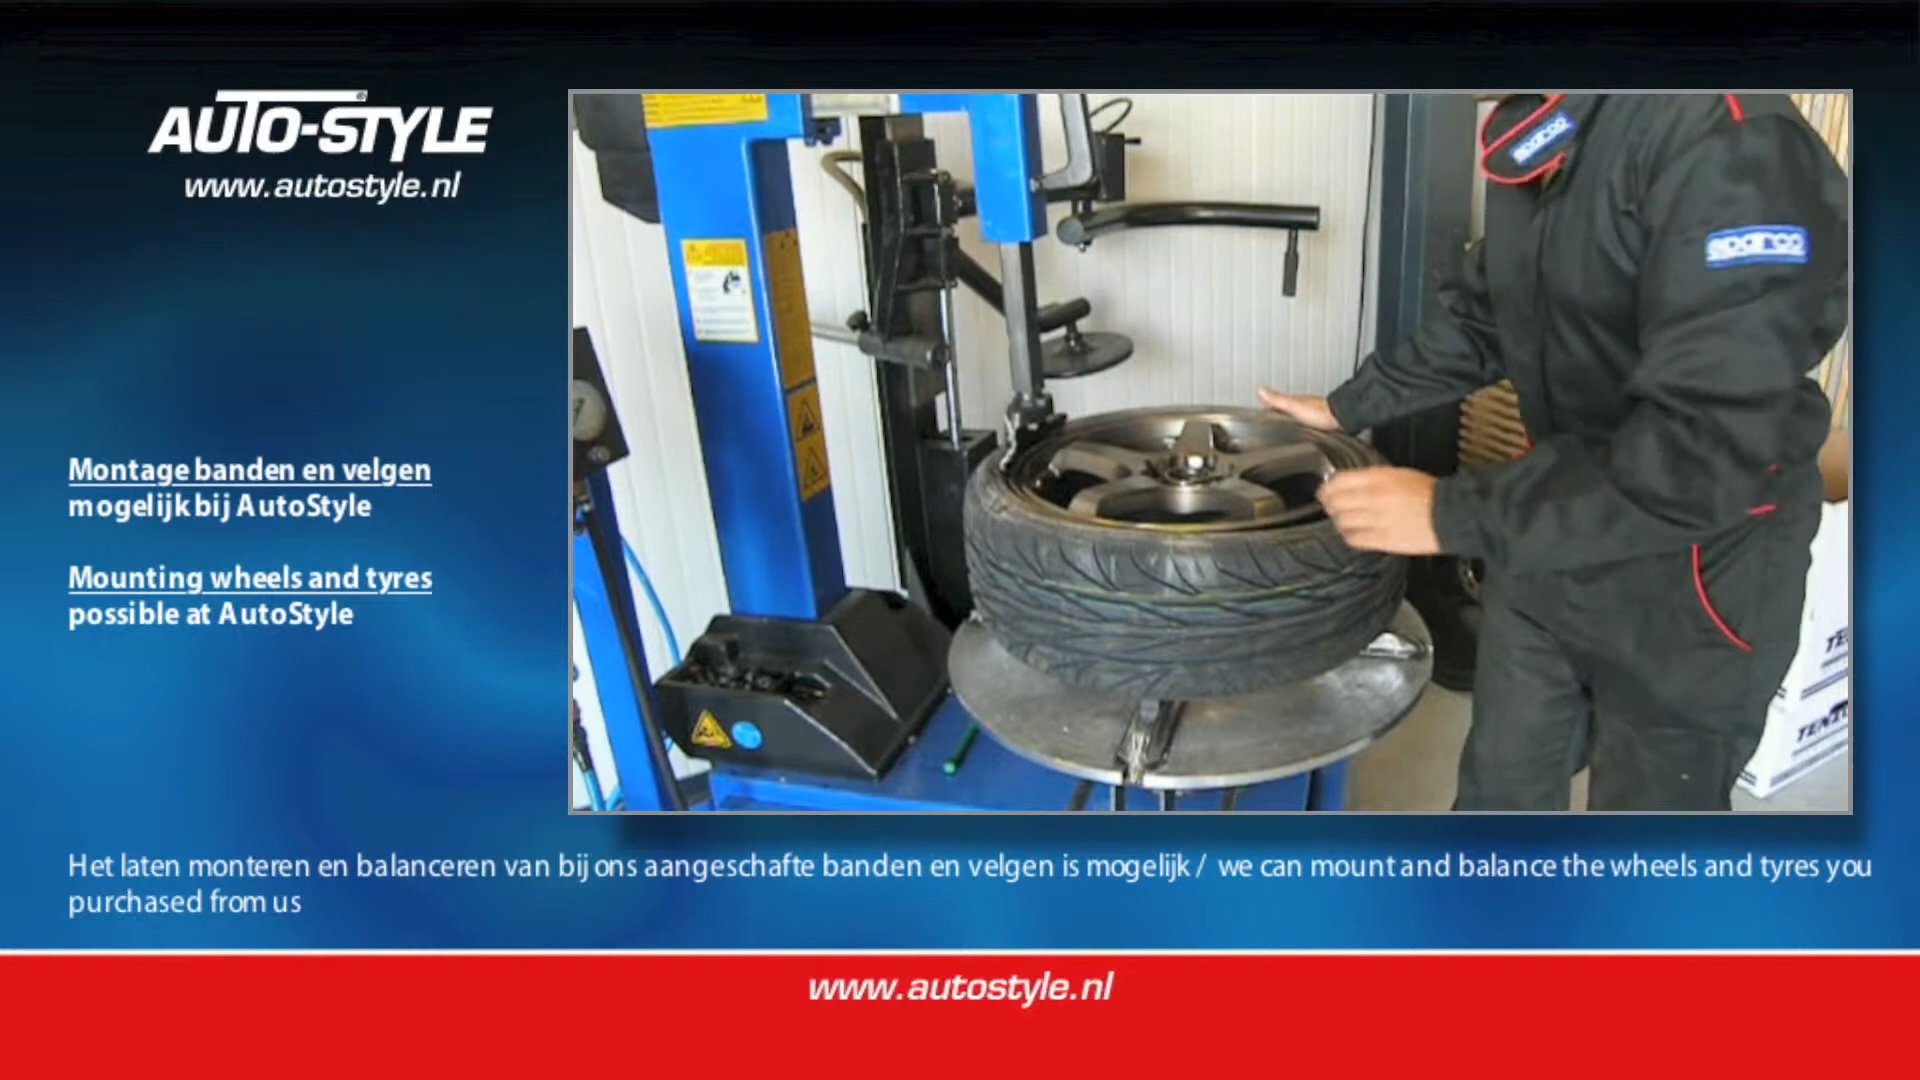 AUTO-STYLE
www.autostyle.nl
sparco
sparco
Montage banden en velgen
mogelijk bij AutoStyle
Mounting wheels and tyres
possible at AutoStyle
Het laten monteren en balanceren van bij ons aangeschafte banden en velgen is mogelijk / we can mount and balance the wheels and tyres you
purchased from us
www.autostyle.nl